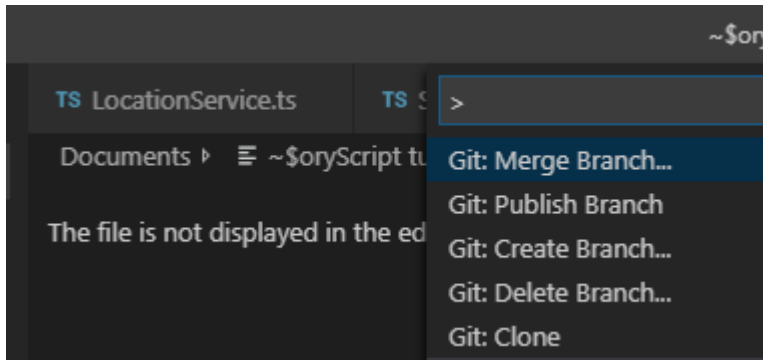 ~$ory
TS LocationService.ts TS S
>
Documents ~$oryScript tu
Git: Merge Branch...
Git: Publish Branch
The file is not displayed in the ed
Git: Create Branch...
Git: Delete Branch...
Git: Clone